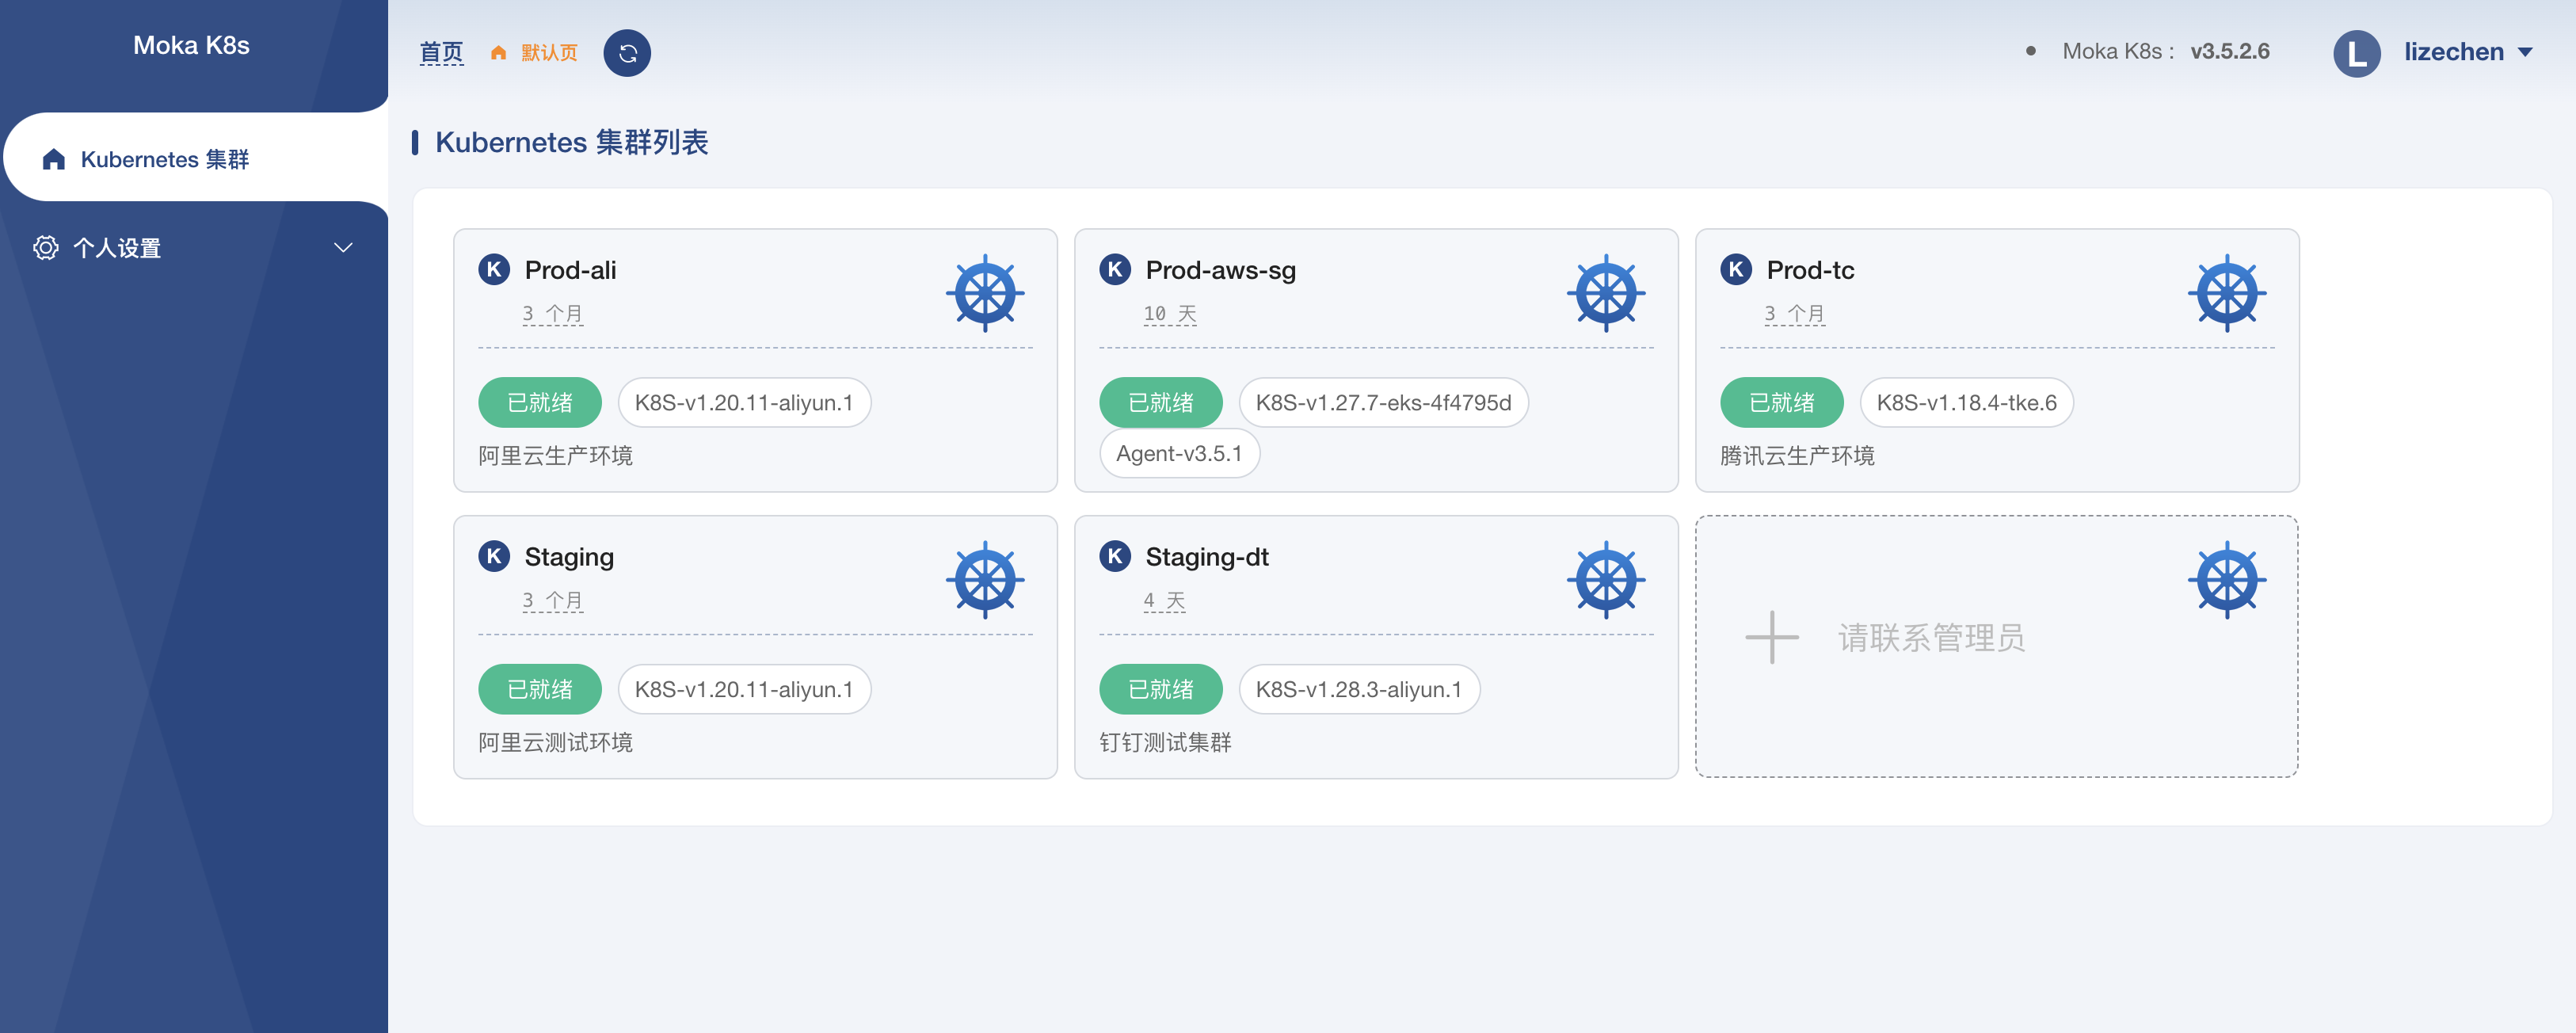 Moka K8s
Kubernetes 集群
个人设置
首页 默认页
Moka K8s : v3.5.2.6
L lizechen
Kubernetes 集群列表
K Prod-ali
3 个月
已就绪 K8S-v1.20.11-aliyun.1
阿里云生产环境
K Prod-aws-sg
10 天
已就绪 K8S-v1.27.7-eks-4f4795d
Agent-v3.5.1
K Prod-tc
3 个月
已就绪 K8S-v1.18.4-tke.6
腾讯云生产环境
K Staging
3 个月
已就绪 K8S-v1.20.11-aliyun.1
阿里云测试环境
K Staging-dt
4 天
已就绪 K8S-v1.28.3-aliyun.1
钉钉测试集群
请联系管理员